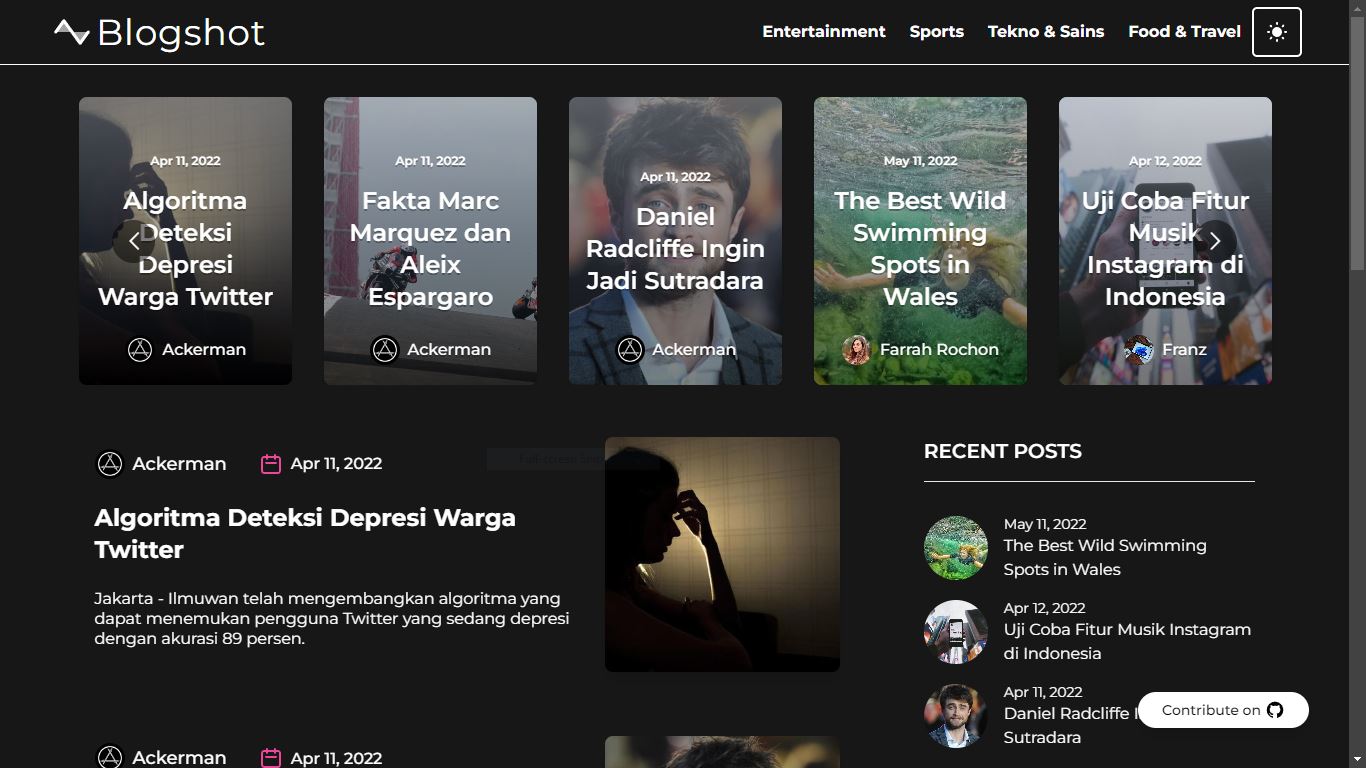 Blogshot
Entertainment Sports Tekno & Sains Food & Travel
Apr 11, 2022
Algoritma
Deteksi
Depresi
Warga Twitter
Ackerman
Apr 11, 2022
Fakta Marc
Marquez dan
Aleix
Espargaro
Ackerman
Apr 11, 2022
Daniel
Radcliffe Ingin
Jadi Sutradara
Ackerman
May 11, 2022
The Best Wild
Swimming
Spots in
Wales
Farrah Rochon
Apr 12, 2022
Uji Coba Fitur
Musik
Instagram di
Indonesia
Franz
Ackerman Apr 11, 2022
Algoritma Deteksi Depresi Warga
Twitter
Jakarta - Ilmuwan telah mengembangkan algoritma yang
dapat menemukan pengguna Twitter yang sedang depresi
dengan akurasi 89 persen.
Ackerman Apr 11, 2022
RECENT POSTS
May 11, 2022
The Best Wild Swimming
Spots in Wales
Apr 12, 2022
Uji Coba Fitur Musik Instagram
di Indonesia
Apr 11, 2022
Daniel Radcliffe
Sutradara
Contribute on